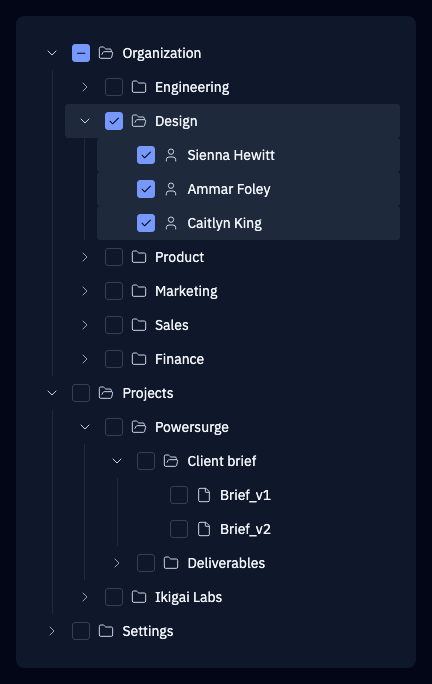 Organization
Engineering
Design
Sienna Hewitt
Ammar Foley
Caitlyn King
Product
Marketing
Sales
Finance
Projects
Powersurge
Client brief
Brief_v1
Brief_v2
Deliverables
Ikigai Labs
Settings